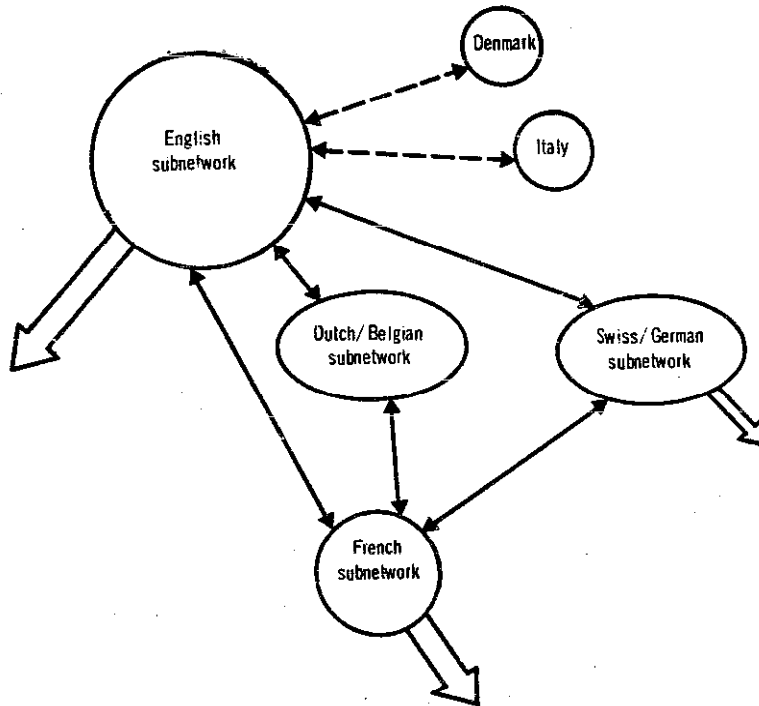 Denmark
English
subnetwork
Italy
Dutch/Belgian
subnetwork
Swiss/German
subnetwork
French
subnetwork